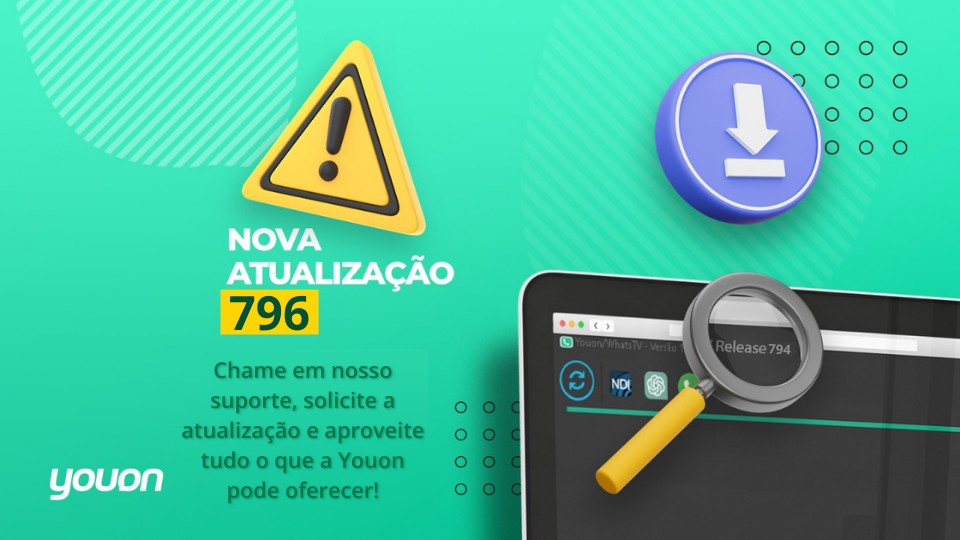 NOVA
ATUALIZAÇÃO
796
Chame em nosso
suporte, solicite a
atualização e aproveite
tudo o que a Youon
pode oferecer!
youon
Youon/WhatsTV - Versão
Release 794
NDI